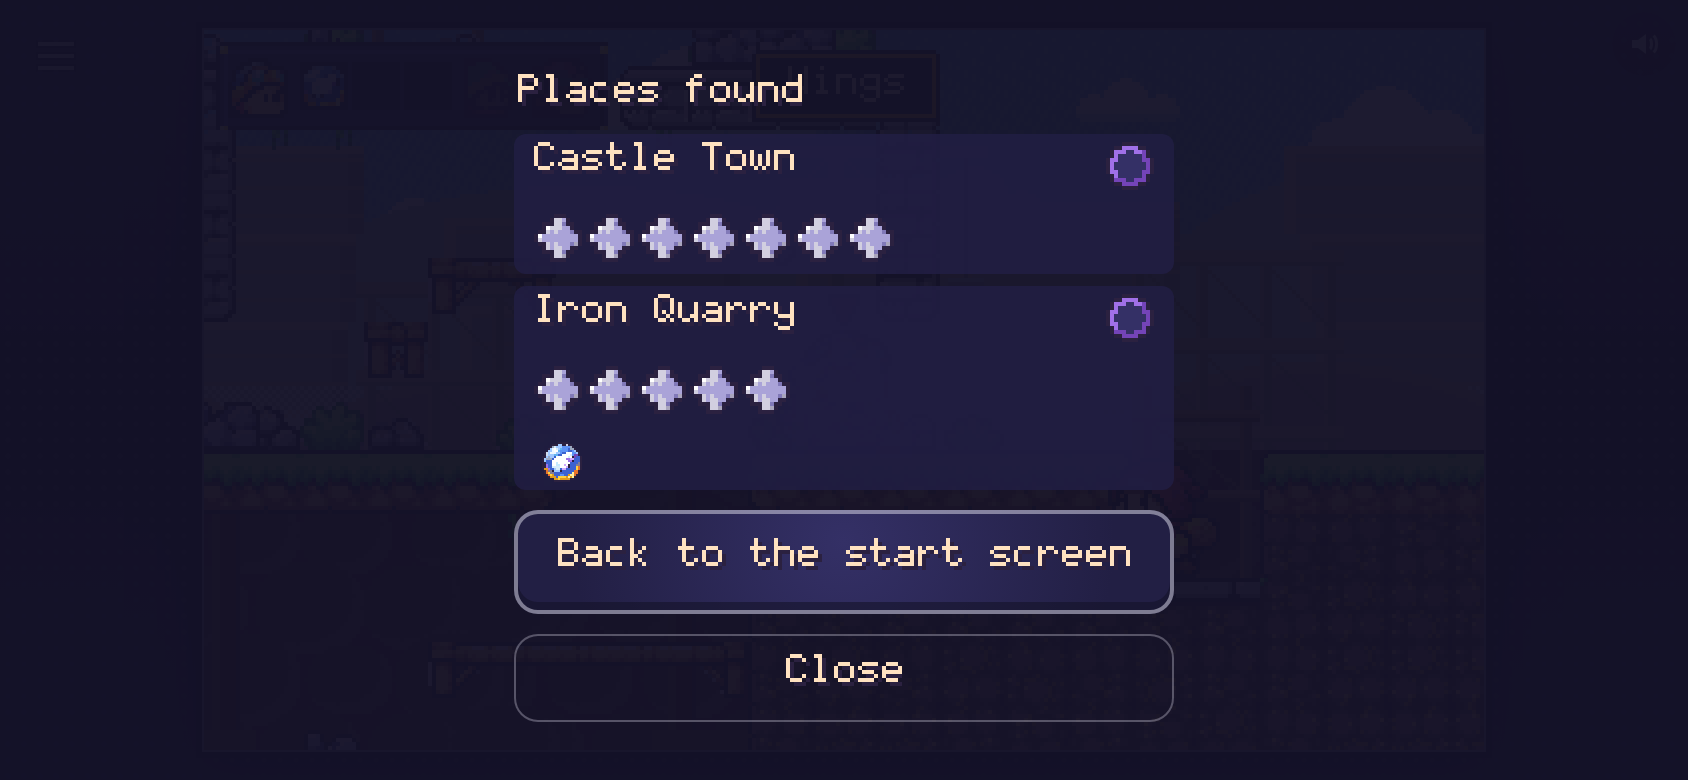 Places found
Castle Town
Iron Quarry
Back to the start screen
Close